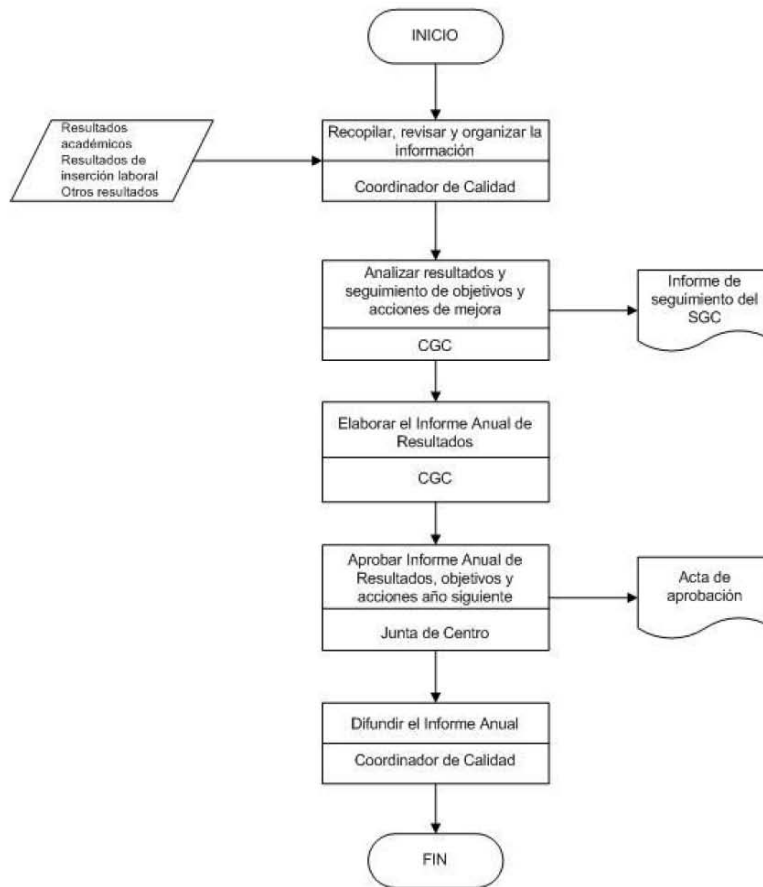 INICIO
Resultados
académicos
Resultados de
inserción laboral
Otros resultados
Recopilar, revisar y organizar la
información
Coordinador de Calidad
Analizar resultados y
seguimiento de objetivos y
acciones de mejora
CGC
Informe de
seguimiento del
SGC
Elaborar el Informe Anual de
Resultados
CGC
Aprobar Informe Anual de
Resultados, objetivos y
acciones año siguiente
Junta de Centro
Acta de
aprobación
Difundir el Informe Anual
Coordinador de Calidad
FIN